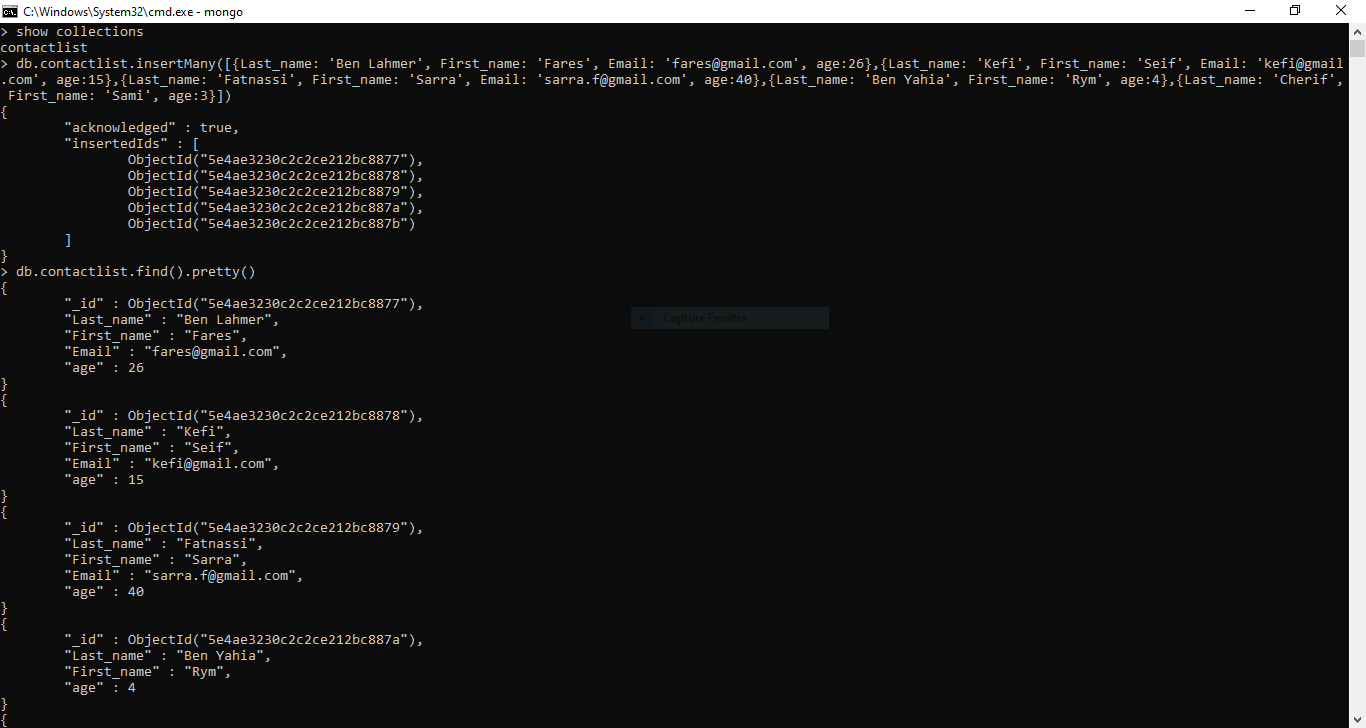 C:\Windows\System32\cmd.exe - mongo
> show collections
contactlist
> db.contactlist.insertMany([{Last_name: 'Ben Lahmer', First_name: 'Fares', Email: 'fares@gmail.com', age:26},{Last_name: 'Kefi', First_name: 'Seif', Email: 'kefi@gmail
.com', age:15},{Last_name: 'Fatnassi', First_name: 'Sarra', Email: 'sarra.f@gmail.com', age:40},{Last_name: 'Ben Yahia', First_name: 'Rym', age:4},{Last_name: 'Cherif',
 First_name: 'Sami', age:3}])
{
        "acknowledged" : true,
        "insertedIds" : [
                ObjectId("5e4ae3230c2c2ce212bc8877"),
                ObjectId("5e4ae3230c2c2ce212bc8878"),
                ObjectId("5e4ae3230c2c2ce212bc8879"),
                ObjectId("5e4ae3230c2c2ce212bc887a"),
                ObjectId("5e4ae3230c2c2ce212bc887b")
        ]
}
> db.contactlist.find().pretty()
{
        "_id" : ObjectId("5e4ae3230c2c2ce212bc8877"),
        "Last_name" : "Ben Lahmer",
        "First_name" : "Fares",
        "Email" : "fares@gmail.com",
        "age" : 26
}
{
        "_id" : ObjectId("5e4ae3230c2c2ce212bc8878"),
        "Last_name" : "Kefi",
        "First_name" : "Seif",
        "Email" : "kefi@gmail.com",
        "age" : 15
}
{
        "_id" : ObjectId("5e4ae3230c2c2ce212bc8879"),
        "Last_name" : "Fatnassi",
        "First_name" : "Sarra",
        "Email" : "sarra.f@gmail.com",
        "age" : 40
}
{
        "_id" : ObjectId("5e4ae3230c2c2ce212bc887a"),
        "Last_name" : "Ben Yahia",
        "First_name" : "Rym",
        "age" : 4
}
{
Capture Fenêtre